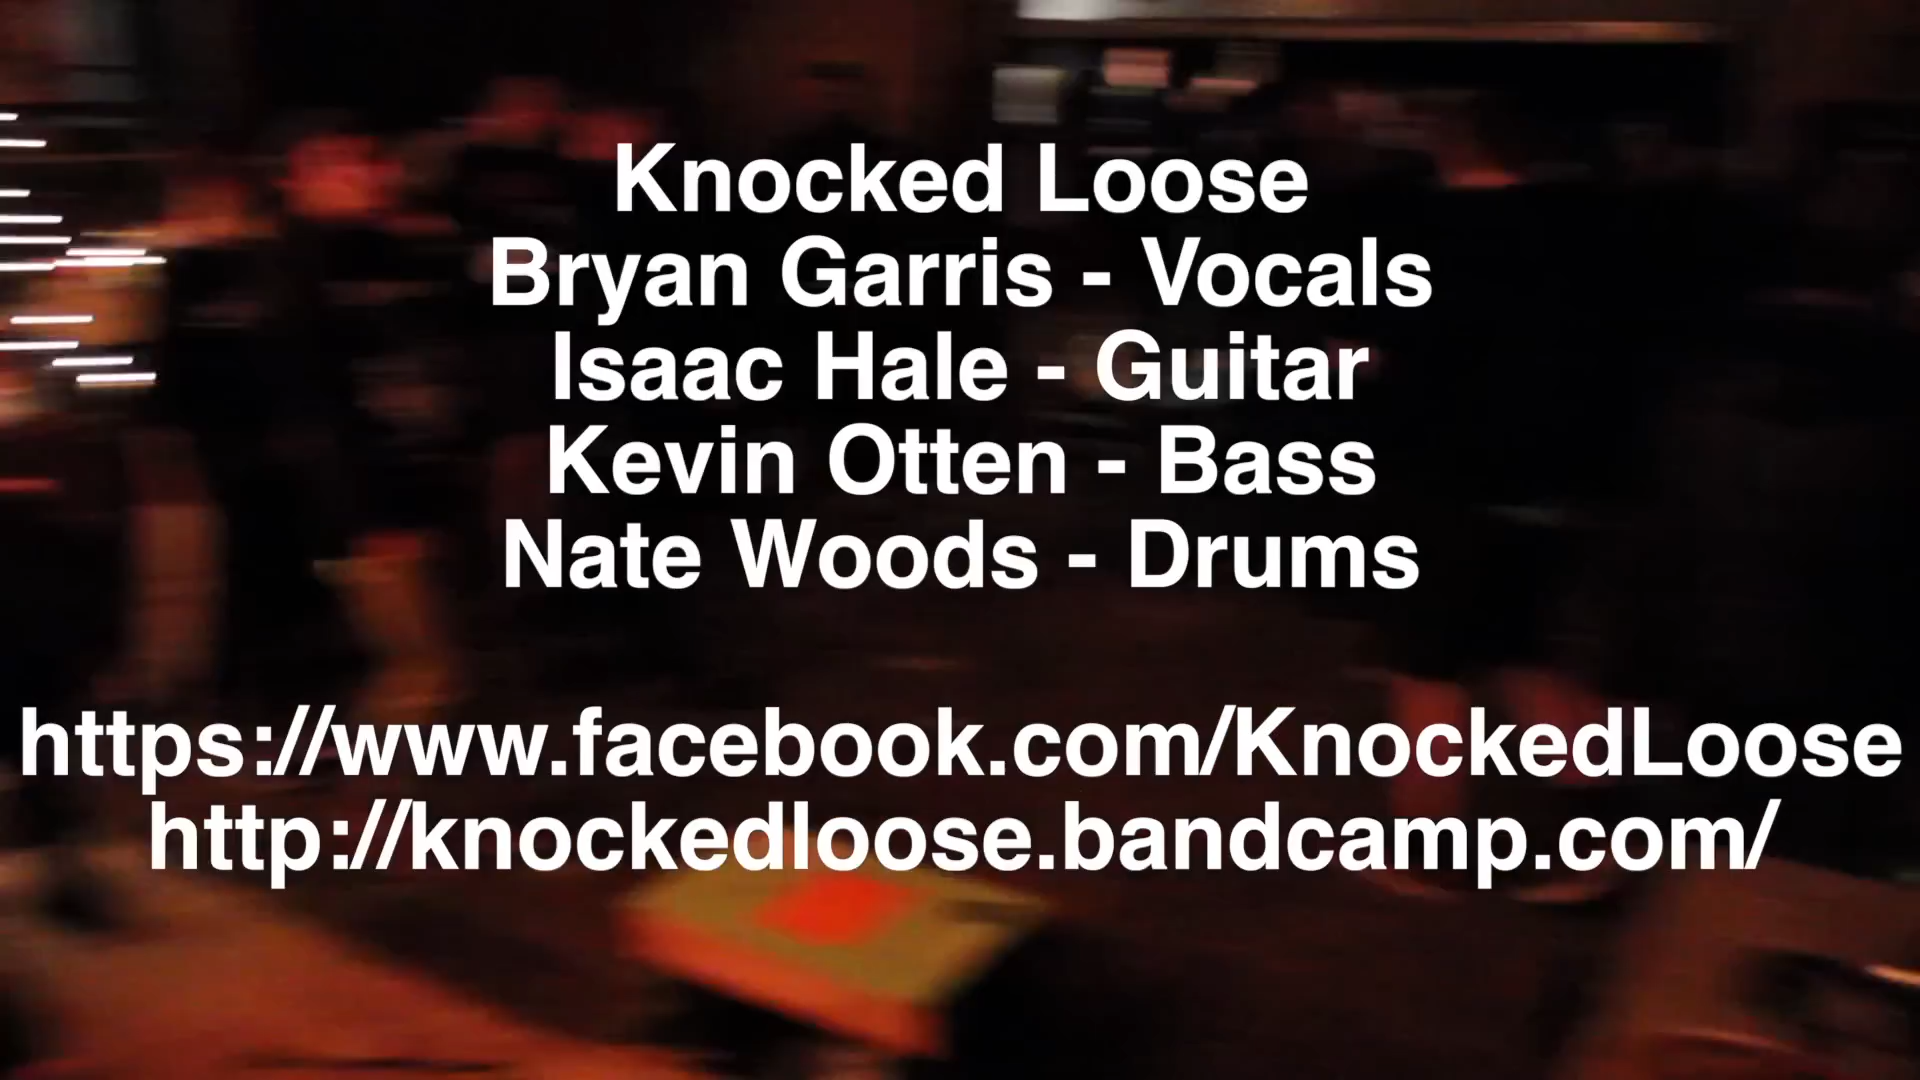 Knocked Loose
Bryan Garris - Vocals
Isaac Hale - Guitar
Kevin Otten - Bass
Nate Woods - Drums
https://www.facebook.com/KnockedLoose
http://knockedloose.bandcamp.com/